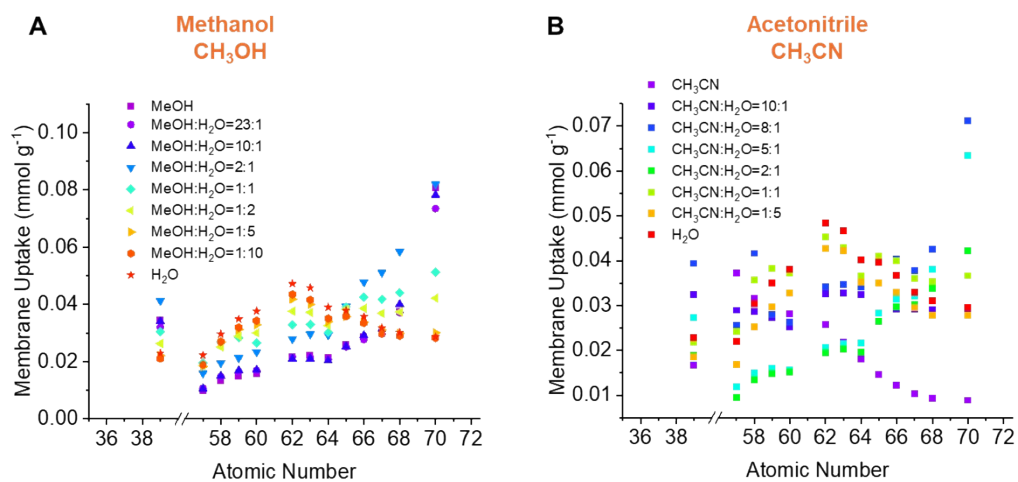 A
Methanol
CH₃OH
Membrane Uptake (mmol g⁻¹)
0.10
0.08
0.06
0.04
0.02
0.00
MeOH
MeOH:H₂O=23:1
MeOH:H₂O=10:1
MeOH:H₂O=2:1
MeOH:H₂O=1:1
MeOH:H₂O=1:2
MeOH:H₂O=1:5
MeOH:H₂O=1:10
H₂O
36 38 58 60 62 64 66 68 70 72
Atomic Number
B
Acetonitrile
CH₃CN
Membrane Uptake (mmol g⁻¹)
0.07
0.06
0.05
0.04
0.03
0.02
0.01
CH₃CN
CH₃CN:H₂O=10:1
CH₃CN:H₂O=8:1
CH₃CN:H₂O=5:1
CH₃CN:H₂O=2:1
CH₃CN:H₂O=1:1
CH₃CN:H₂O=1:5
H₂O
36 38 58 60 62 64 66 68 70 72
Atomic Number